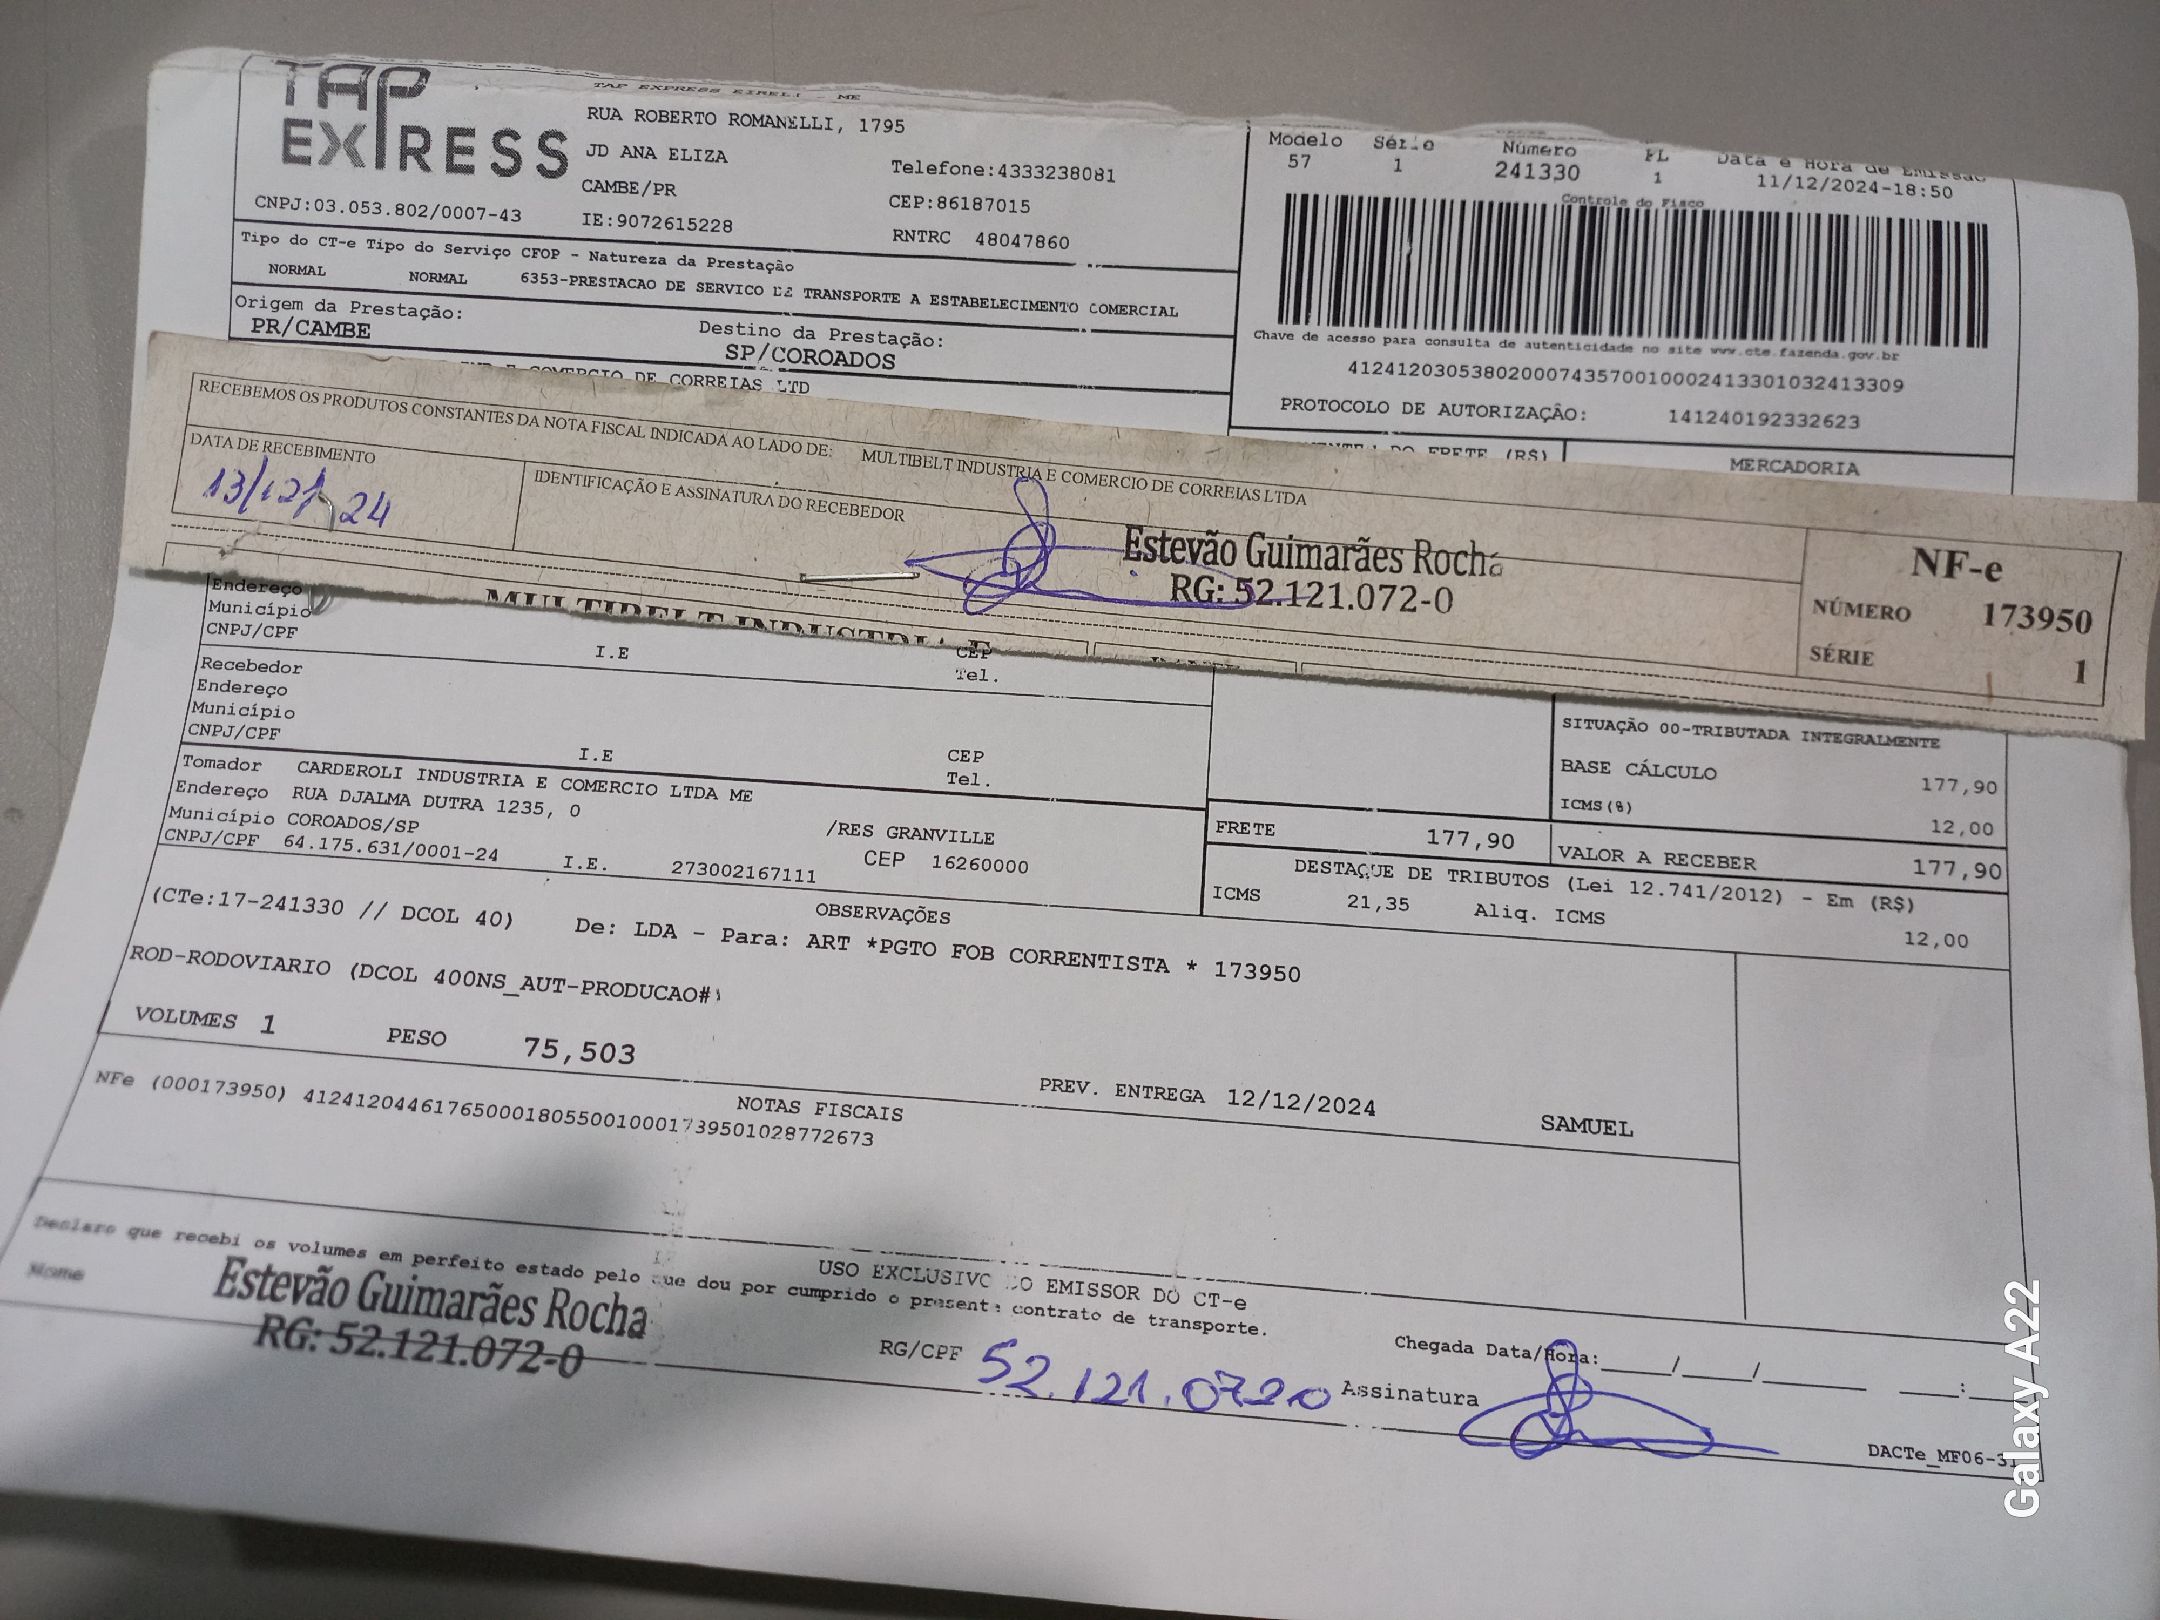 TAP
EXPRESS
TAP EXPRESS EIRELI - ME
RUA ROBERTO ROMANELLI, 1795
JD ANA ELIZA
Telefone:4333238081
CAMBE/PR
CEP:86187015
CNPJ:03.053.802/0007-43
IE:9072615228
RNTRC 48047860
Modelo Série Número FL Data e Hora de Emissão
57 1 241330 1 11/12/2024-18:50
Controle do Fisco
Tipo do CT-e Tipo do Serviço CFOP - Natureza da Prestação
NORMAL NORMAL 6353-PRESTACAO DE SERVICO DE TRANSPORTE A ESTABELECIMENTO COMERCIAL
Origem da Prestação: Destino da Prestação:
PR/CAMBE SP/COROADOS
E COMERCIO DE CORREIAS LTD
Chave de acesso para consulta de autenticidade no site www.cte.fazenda.gov.br
41241203053802000743570010002413301032413309
PROTOCOLO DE AUTORIZAÇÃO: 141240192332623
DO FRETE (R$) MERCADORIA
RECEBEMOS OS PRODUTOS CONSTANTES DA NOTA FISCAL INDICADA AO LADO DE: MULTIBELT INDUSTRIA E COMERCIO DE CORREIAS LTDA
DATA DE RECEBIMENTO
13/12/24
IDENTIFICAÇÃO E ASSINATURA DO RECEBEDOR
Estevão Guimarães Rocha
RG: 52.121.072-0
NF-e
NÚMERO 173950
SÉRIE 1
MULTIBELT INDUSTRIA E
Endereço
Município
CNPJ/CPF I.E CEP
Recebedor Tel.
Endereço
Município
CNPJ/CPF I.E CEP
Tel.
Tomador CARDEROLI INDUSTRIA E COMERCIO LTDA ME
Endereço RUA DJALMA DUTRA 1235, 0 /RES GRANVILLE
Município COROADOS/SP CEP 16260000
CNPJ/CPF 64.175.631/0001-24 I.E. 273002167111
SITUAÇÃO 00-TRIBUTADA INTEGRALMENTE
BASE CÁLCULO 177,90
ICMS(%) 12,00
FRETE 177,90 VALOR A RECEBER 177,90
DESTAQUE DE TRIBUTOS (Lei 12.741/2012) - Em (R$)
ICMS 21,35 Aliq. ICMS 12,00
OBSERVAÇÕES
(CTe:17-241330 // DCOL 40) De: LDA - Para: ART *PGTO FOB CORRENTISTA * 173950
ROD-RODOVIARIO (DCOL 400NS_AUT-PRODUCAO#)
VOLUMES 1 PESO 75,503 PREV. ENTREGA 12/12/2024 SAMUEL
NOTAS FISCAIS
NFe (000173950) 41241204461765000180550010001739501028772673
USO EXCLUSIVO DO EMISSOR DO CT-e
Declaro que recebi os volumes em perfeito estado pelo que dou por cumprido o presente contrato de transporte.
Nome
Estevão Guimarães Rocha
RG: 52.121.072-0
RG/CPF 52.121.072.0
Chegada Data/Hora: / / :
Assinatura
DACTe_MF06-31
Galaxy A22